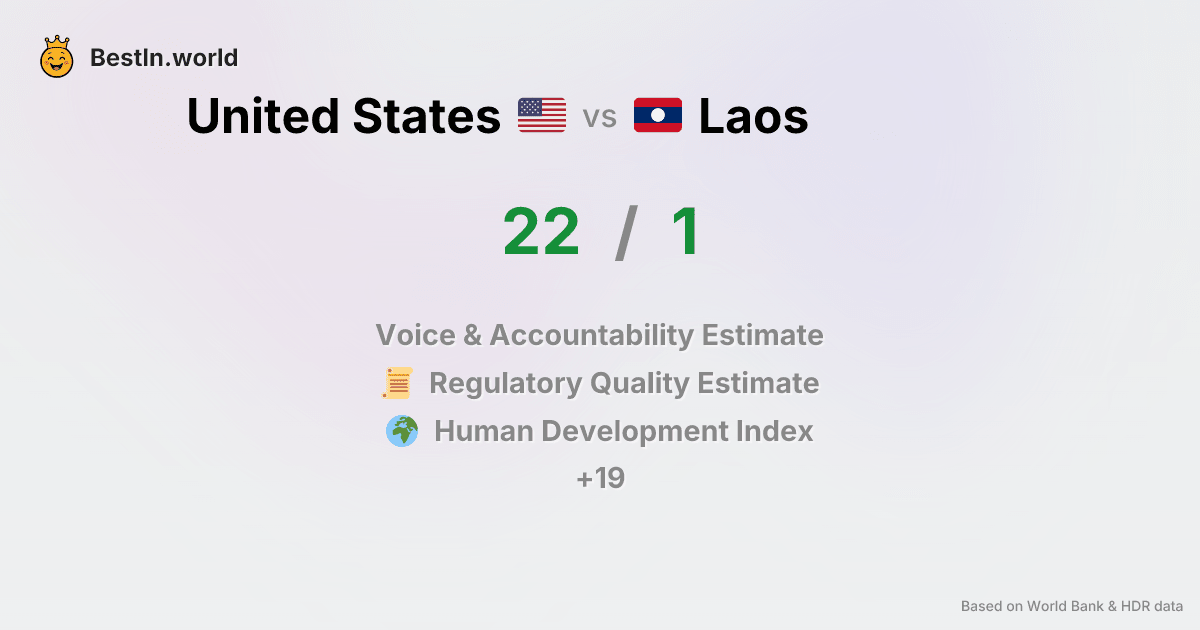 BestIn.world
United States vs Laos
22 / 1
Voice & Accountability Estimate
Regulatory Quality Estimate
Human Development Index
+19
Based on World Bank & HDR data